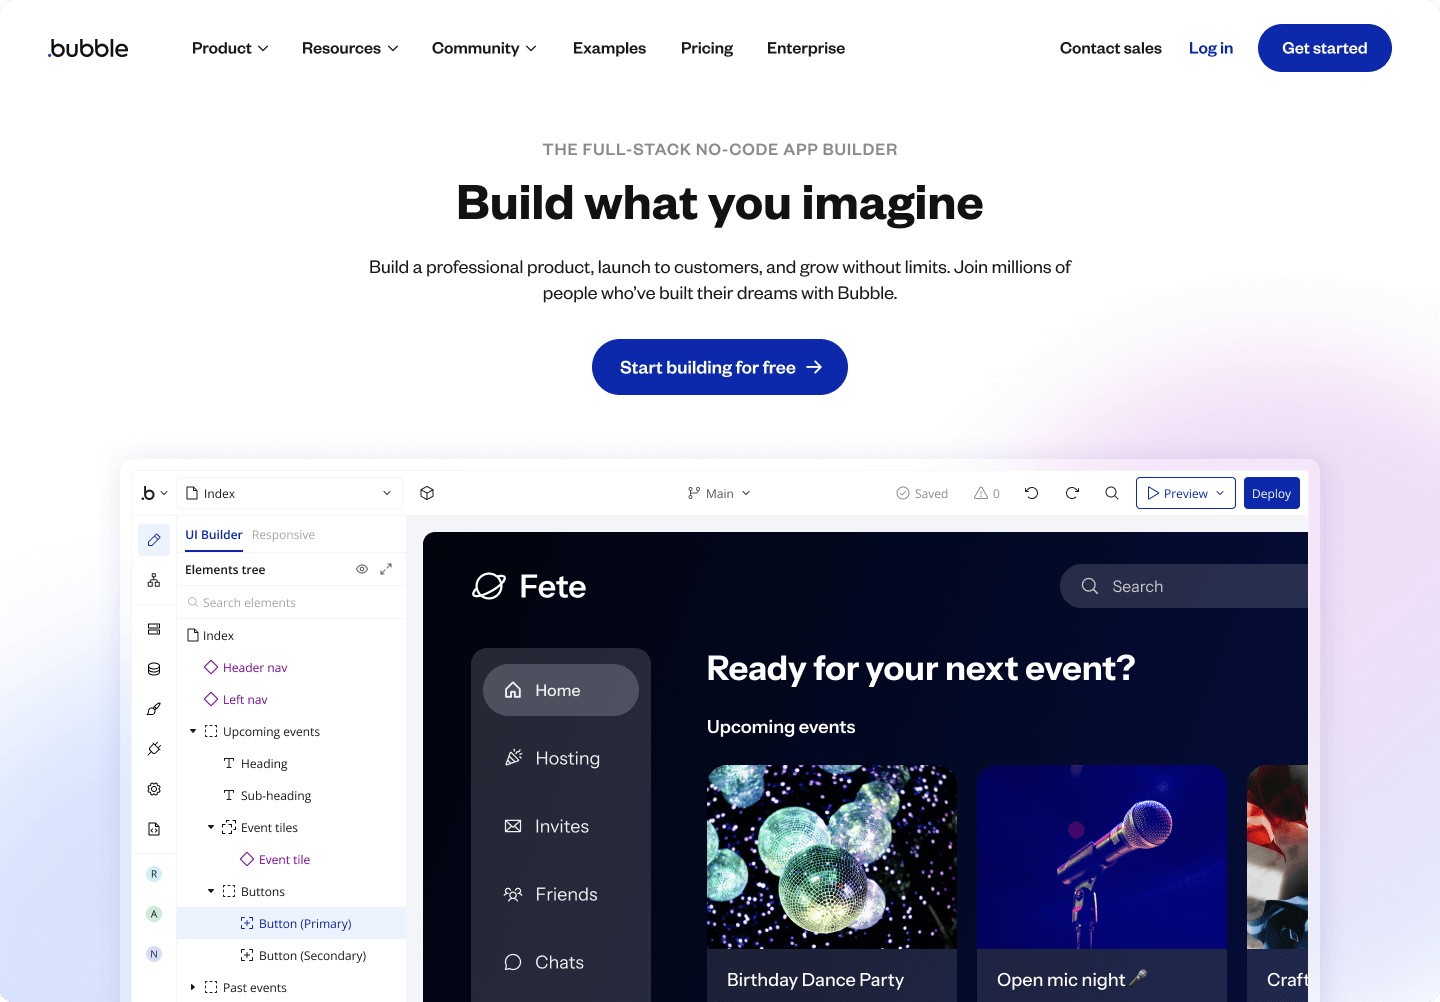 .bubble
Product
Resources
Community
Examples
Pricing
Enterprise
Contact sales
Log in
Get started
THE FULL-STACK NO-CODE APP BUILDER
Build what you imagine
Build a professional product, launch to customers, and grow without limits. Join millions of
people who've built their dreams with Bubble.
Start building for free
.b
Index
Main
Saved
0
Preview
Deploy
UI Builder
Responsive
Elements tree
Search elements
Index
Header nav
Left nav
Upcoming events
Heading
Sub-heading
Event tiles
Event tile
Buttons
Button (Primary)
Button (Secondary)
Past events
R
A
N
Fete
Search
Home
Hosting
Invites
Friends
Chats
Ready for your next event?
Upcoming events
Birthday Dance Party
Open mic night🎤
Craft